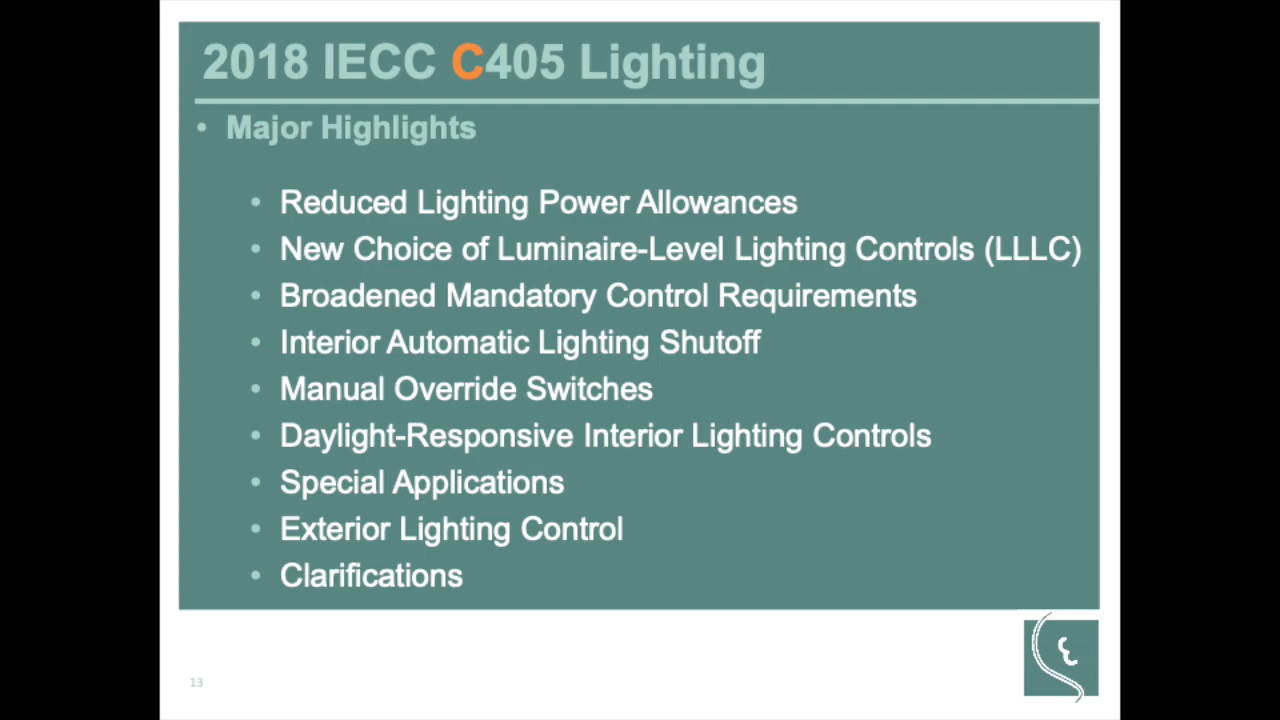 2018 IECC C405 Lighting
• Major Highlights
• Reduced Lighting Power Allowances
• New Choice of Luminaire-Level Lighting Controls (LLLC)
• Broadened Mandatory Control Requirements
• Interior Automatic Lighting Shutoff
• Manual Override Switches
• Daylight-Responsive Interior Lighting Controls
• Special Applications
• Exterior Lighting Control
• Clarifications
13